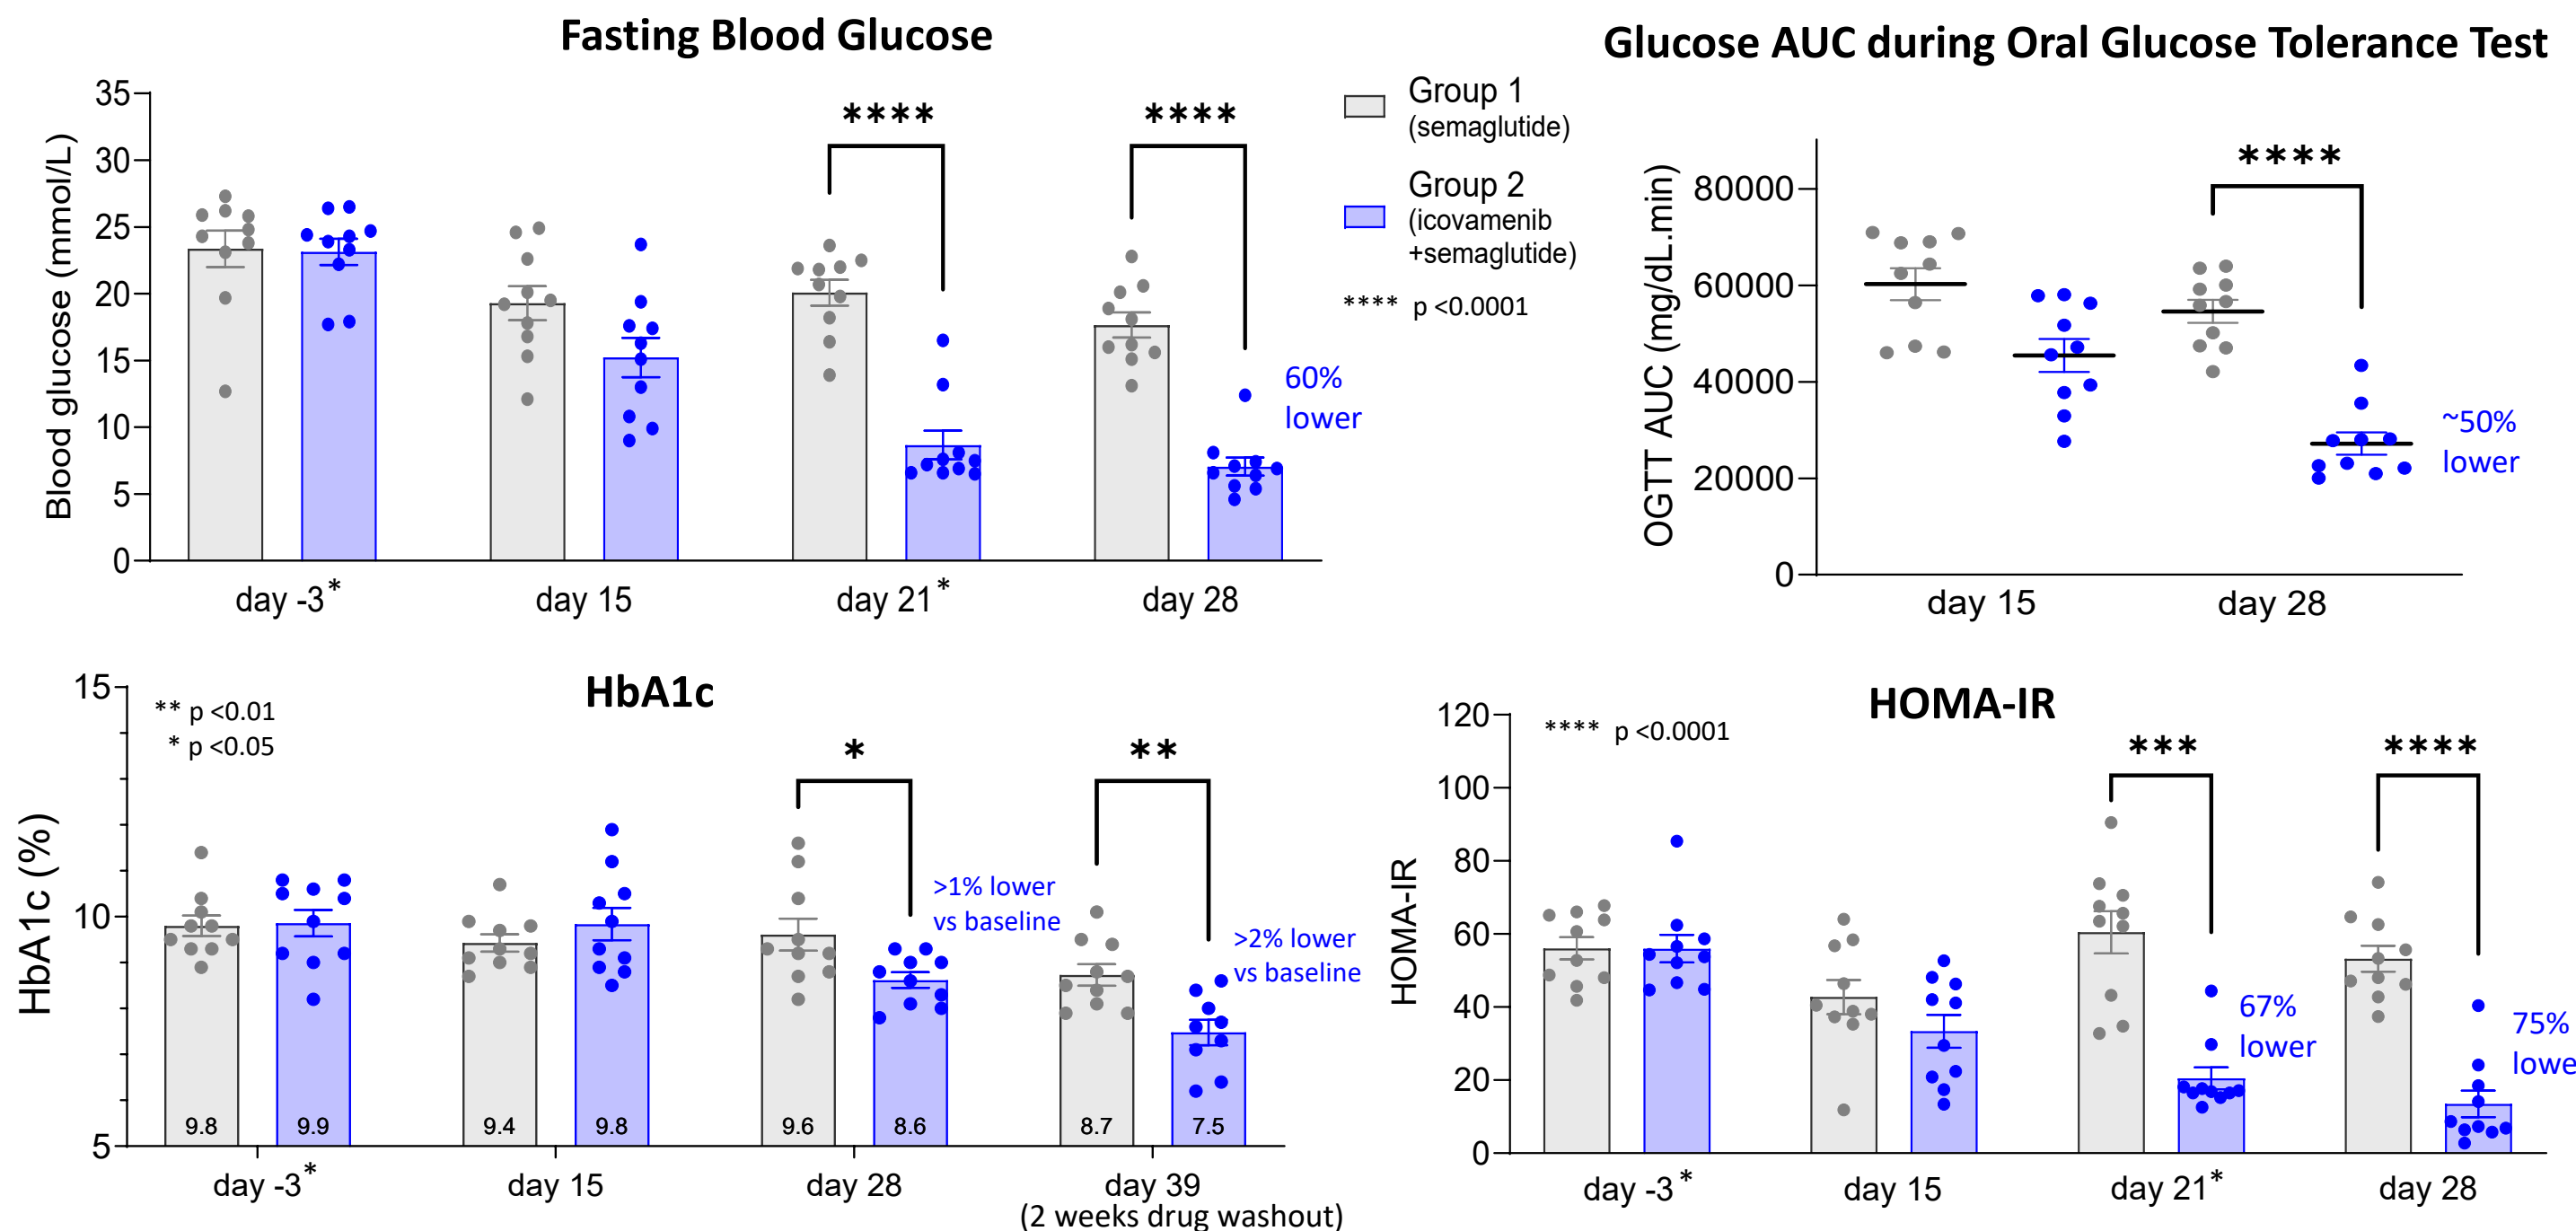 Fasting Blood Glucose
Blood glucose (mmol/L)
35
30
25
20
15
10
5
0
****
****
60%
lower
day -3*
day 15
day 21*
day 28
Group 1
(semaglutide)
Group 2
(icovamenib
+semaglutide)
**** p <0.0001
Glucose AUC during Oral Glucose Tolerance Test
OGTT AUC (mg/dL.min)
80000
60000
40000
20000
0
****
~50%
lower
day 15
day 28
HbA1c
HbA1c (%)
15
10
5
** p <0.01
* p <0.05
*
**
>1% lower
vs baseline
>2% lower
vs baseline
9.8
9.9
9.4
9.8
9.6
8.6
8.7
7.5
day -3*
day 15
day 28
day 39
(2 weeks drug washout)
HOMA-IR
HOMA-IR
120
100
80
60
40
20
0
**** p <0.0001
***
****
67%
lower
75%
lowe
day -3*
day 15
day 21*
day 28